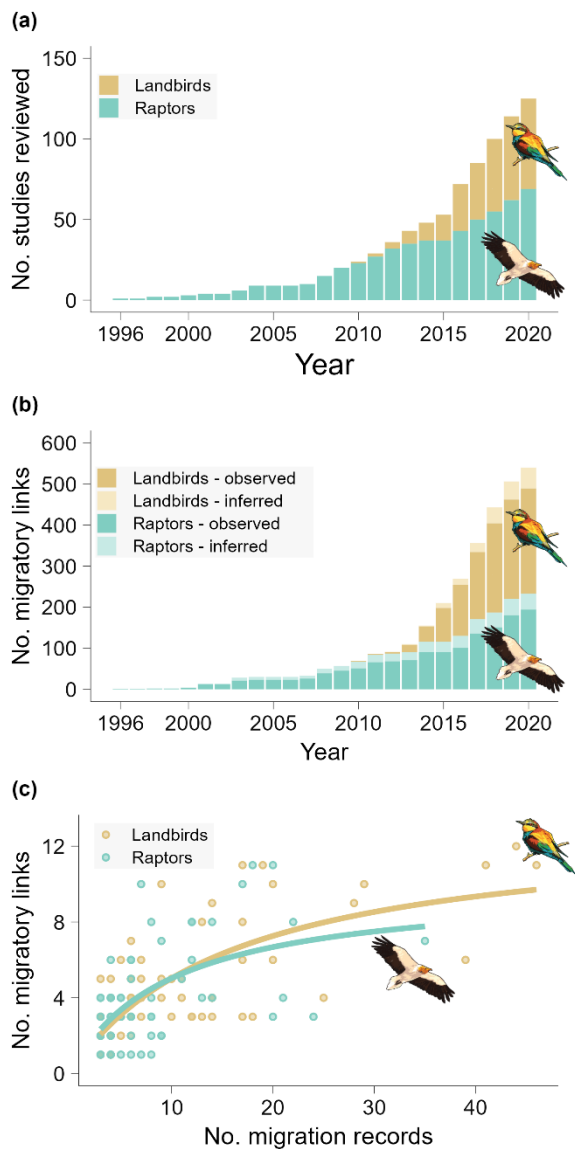 (a)
No. studies reviewed
150
100
50
0
Landbirds
Raptors
1996
2000
2005
2010
2015
2020
Year
(b)
No. migratory links
600
500
400
300
200
100
0
Landbirds - observed
Landbirds - inferred
Raptors - observed
Raptors - inferred
1996
2000
2005
2010
2015
2020
Year
(c)
No. migratory links
12
8
4
0
Landbirds
Raptors
10
20
30
40
No. migration records